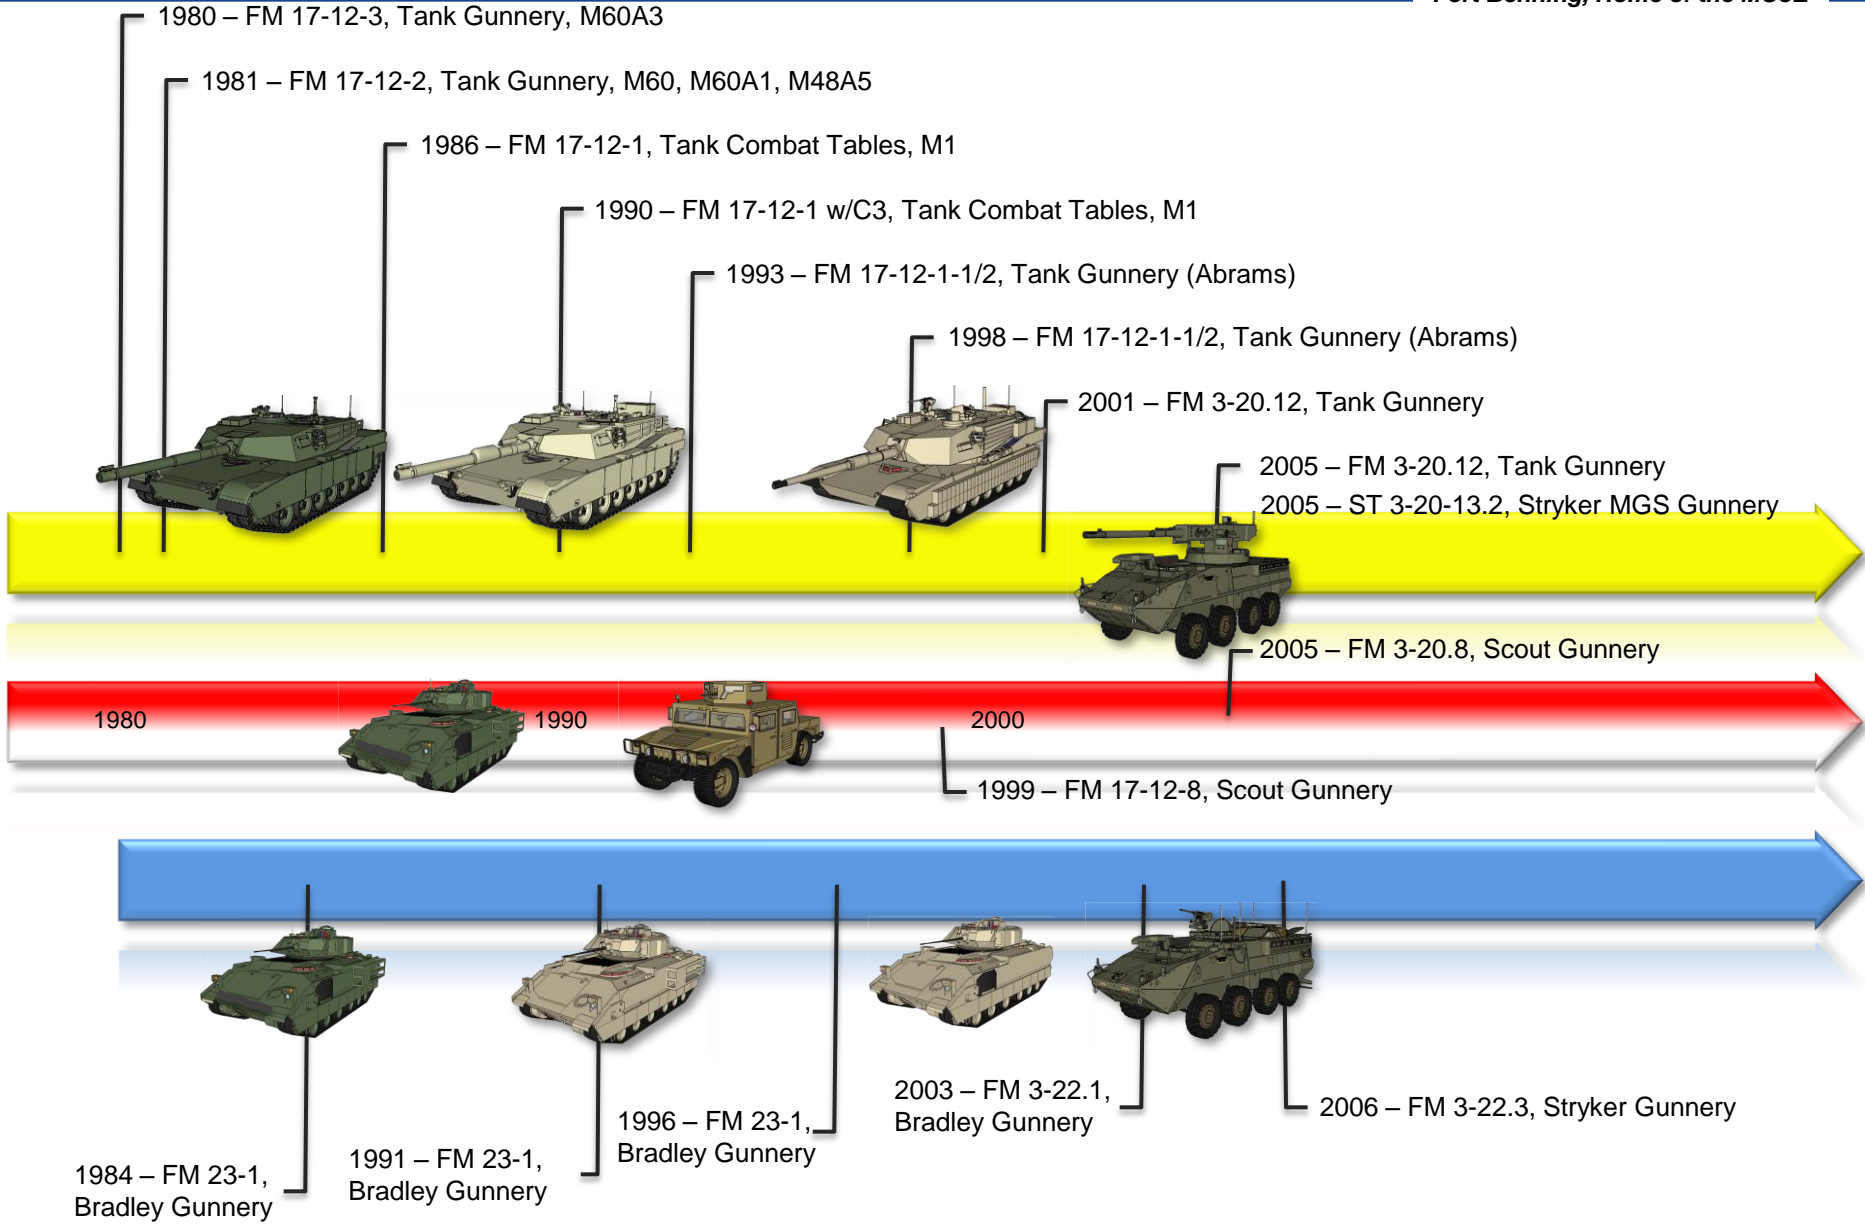 Fort Benning, Home of the MCoE
1980 – FM 17-12-3, Tank Gunnery, M60A3
1981 – FM 17-12-2, Tank Gunnery, M60, M60A1, M48A5
1986 – FM 17-12-1, Tank Combat Tables, M1
1990 – FM 17-12-1 w/C3, Tank Combat Tables, M1
1993 – FM 17-12-1-1/2, Tank Gunnery (Abrams)
1998 – FM 17-12-1-1/2, Tank Gunnery (Abrams)
2001 – FM 3-20.12, Tank Gunnery
2005 – FM 3-20.12, Tank Gunnery
2005 – ST 3-20-13.2, Stryker MGS Gunnery
2005 – FM 3-20.8, Scout Gunnery
1980
1990
2000
1999 – FM 17-12-8, Scout Gunnery
1984 – FM 23-1,
Bradley Gunnery
1991 – FM 23-1,
Bradley Gunnery
1996 – FM 23-1,
Bradley Gunnery
2003 – FM 3-22.1,
Bradley Gunnery
2006 – FM 3-22.3, Stryker Gunnery